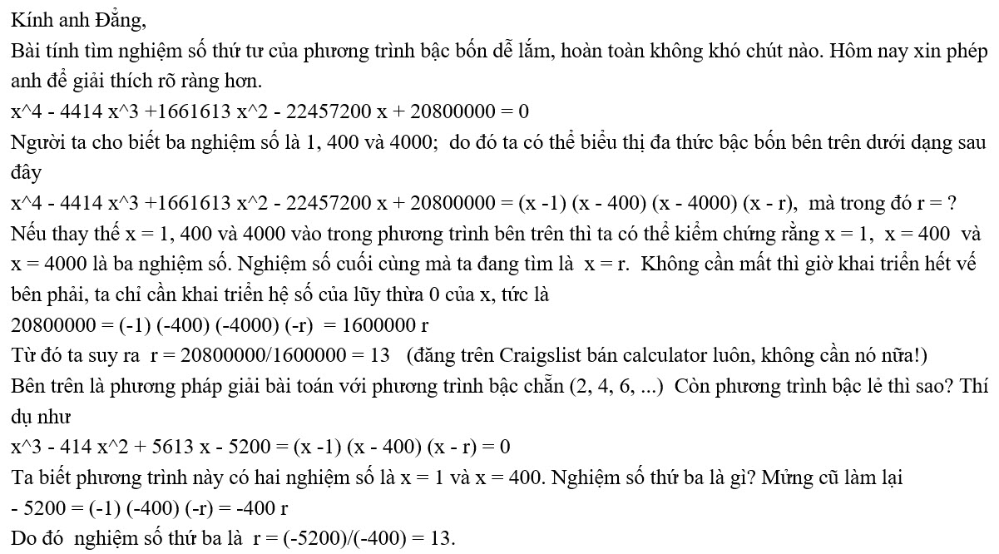 Kính anh Đẳng,
Bài tính tìm nghiệm số thứ tư của phương trình bậc bốn dễ lắm, hoàn toàn không khó chút nào. Hôm nay xin phép
anh để giải thích rõ ràng hơn.
x^4 - 4414 x^3 +1661613 x^2 - 22457200 x + 20800000 = 0
Người ta cho biết ba nghiệm số là 1, 400 và 4000;  do đó ta có thể biểu thị đa thức bậc bốn bên trên dưới dạng sau
đây
x^4 - 4414 x^3 +1661613 x^2 - 22457200 x + 20800000 = (x -1) (x - 400) (x - 4000) (x - r),  mà trong đó r = ?
Nếu thay thế x = 1, 400 và 4000 vào trong phương trình bên trên thì ta có thể kiểm chứng rằng x = 1,  x = 400  và
x = 4000 là ba nghiệm số. Nghiệm số cuối cùng mà ta đang tìm là  x = r.  Không cần mất thì giờ khai triển hết vế
bên phải, ta chỉ cần khai triển hệ số của lũy thừa 0 của x, tức là
20800000 = (-1) (-400) (-4000) (-r)  = 1600000 r
Từ đó ta suy ra  r = 20800000/1600000 = 13   (đăng trên Craigslist bán calculator luôn, không cần nó nữa!)
Bên trên là phương pháp giải bài toán với phương trình bậc chẵn (2, 4, 6, ...)  Còn phương trình bậc lẻ thì sao? Thí
dụ như
x^3 - 414 x^2 + 5613 x - 5200 = (x -1) (x - 400) (x - r) = 0
Ta biết phương trình này có hai nghiệm số là x = 1 và x = 400. Nghiệm số thứ ba là gì? Mửng cũ làm lại
- 5200 = (-1) (-400) (-r) = -400 r
Do đó  nghiệm số thứ ba là  r = (-5200)/(-400) = 13.